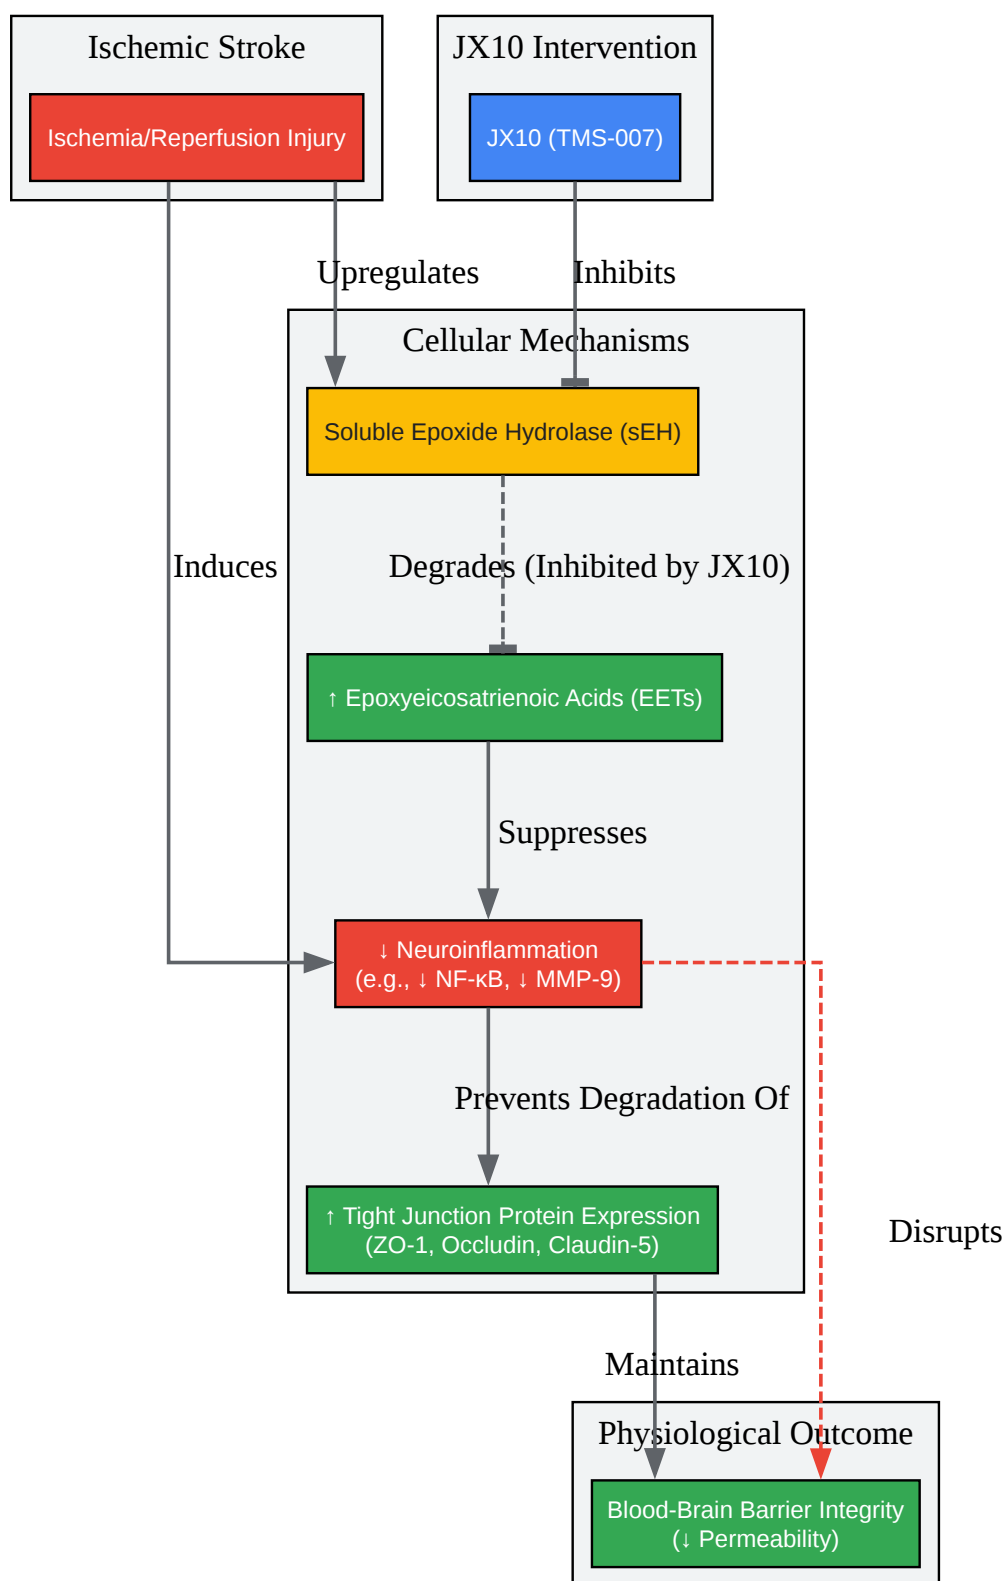 Ischemic Stroke
JX10 Intervention
Ischemia/Reperfusion Injury
JX10 (TMS-007)
Upregulates
Inhibits
Cellular Mechanisms
Soluble Epoxide Hydrolase (sEH)
Induces
Degrades (Inhibited by JX10)
↑ Epoxyeicosatrienoic Acids (EETs)
Suppresses
↓ Neuroinflammation
(e.g., ↓ NF-κB, ↓ MMP-9)
Prevents Degradation Of
↑ Tight Junction Protein Expression
(ZO-1, Occludin, Claudin-5)
Disrupts
Maintains
Physiological Outcome
Blood-Brain Barrier Integrity
(↓ Permeability)